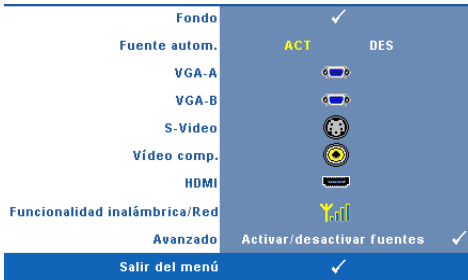 Fondo
Fuente autom. ACT DES
VGA-A
VGA-B
S-Video
Vídeo comp.
HDMI
Funcionalidad inalámbrica/Red
Avanzado Activar/desactivar fuentes
Salir del menú